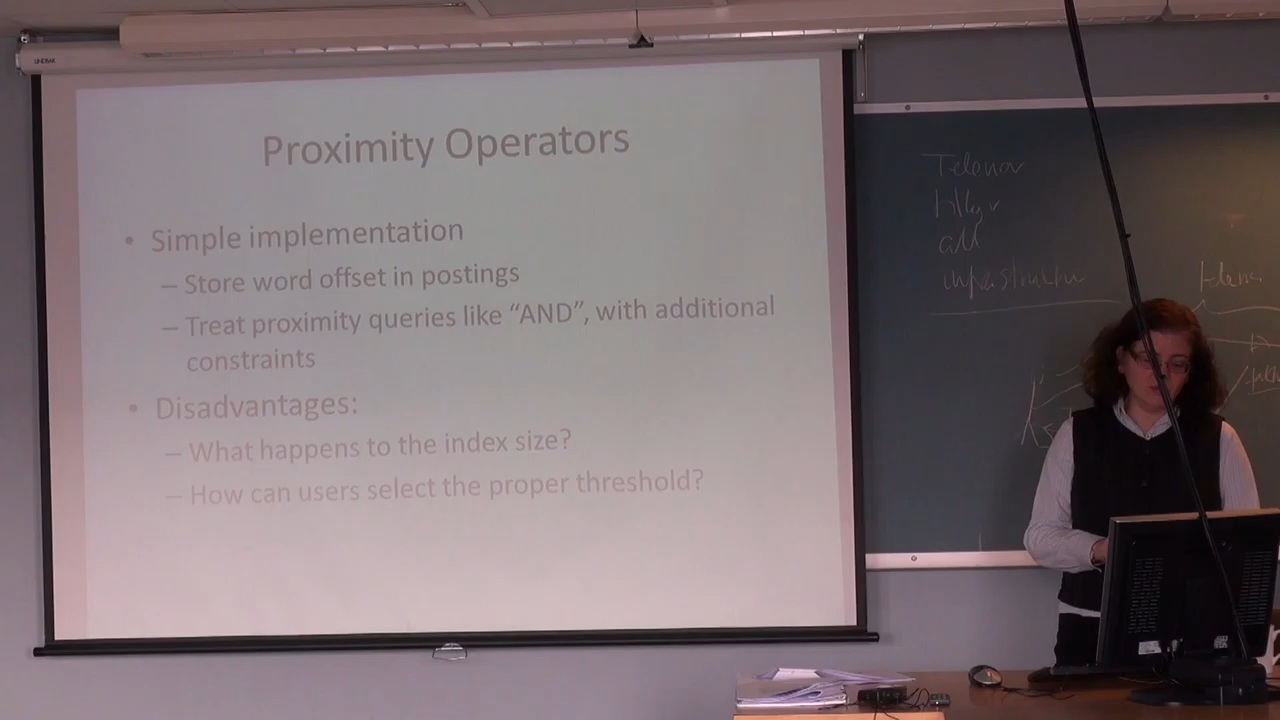 Proximity Operators
• Simple implementation
– Store word offset in postings
– Treat proximity queries like “AND”, with additional
constraints
• Disadvantages:
– What happens to the index size?
– How can users select the proper threshold?
Telenor